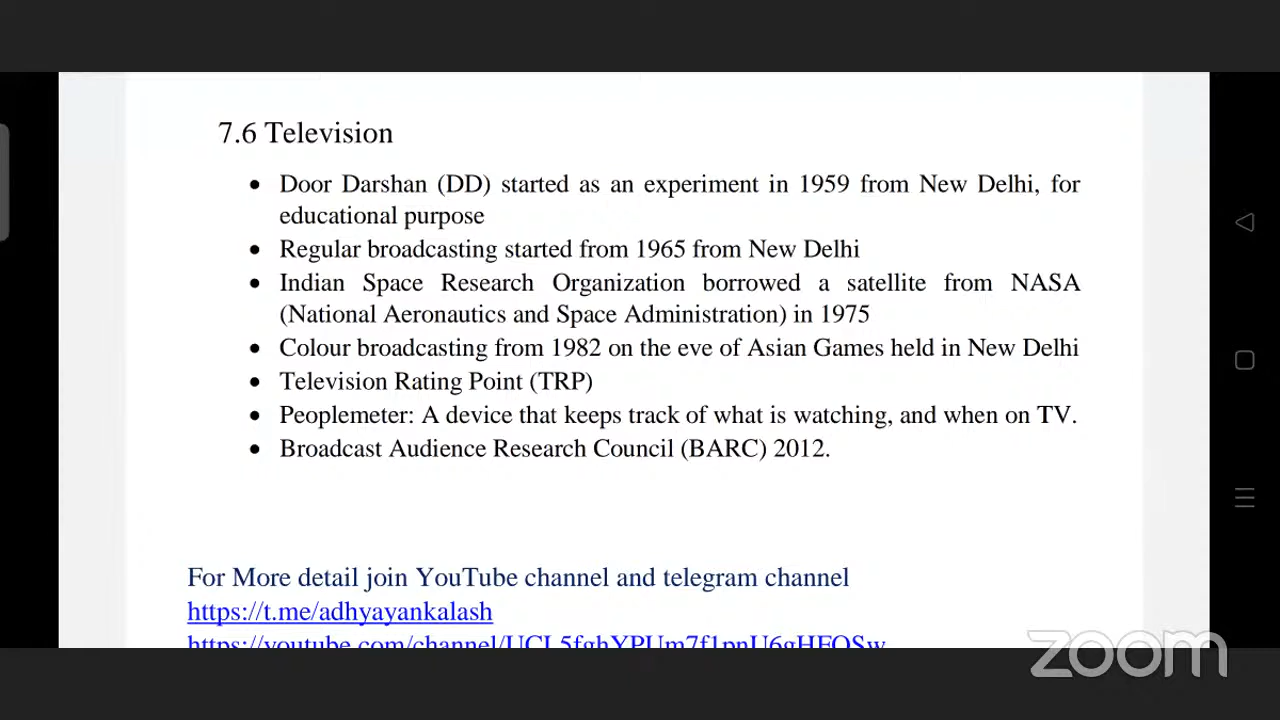 7.6 Television
• Door Darshan (DD) started as an experiment in 1959 from New Delhi, for
educational purpose
• Regular broadcasting started from 1965 from New Delhi
• Indian Space Research Organization borrowed a satellite from NASA
(National Aeronautics and Space Administration) in 1975
• Colour broadcasting from 1982 on the eve of Asian Games held in New Delhi
• Television Rating Point (TRP)
• Peoplemeter: A device that keeps track of what is watching, and when on TV.
• Broadcast Audience Research Council (BARC) 2012.
For More detail join YouTube channel and telegram channel
https://t.me/adhyayankalash
zoom